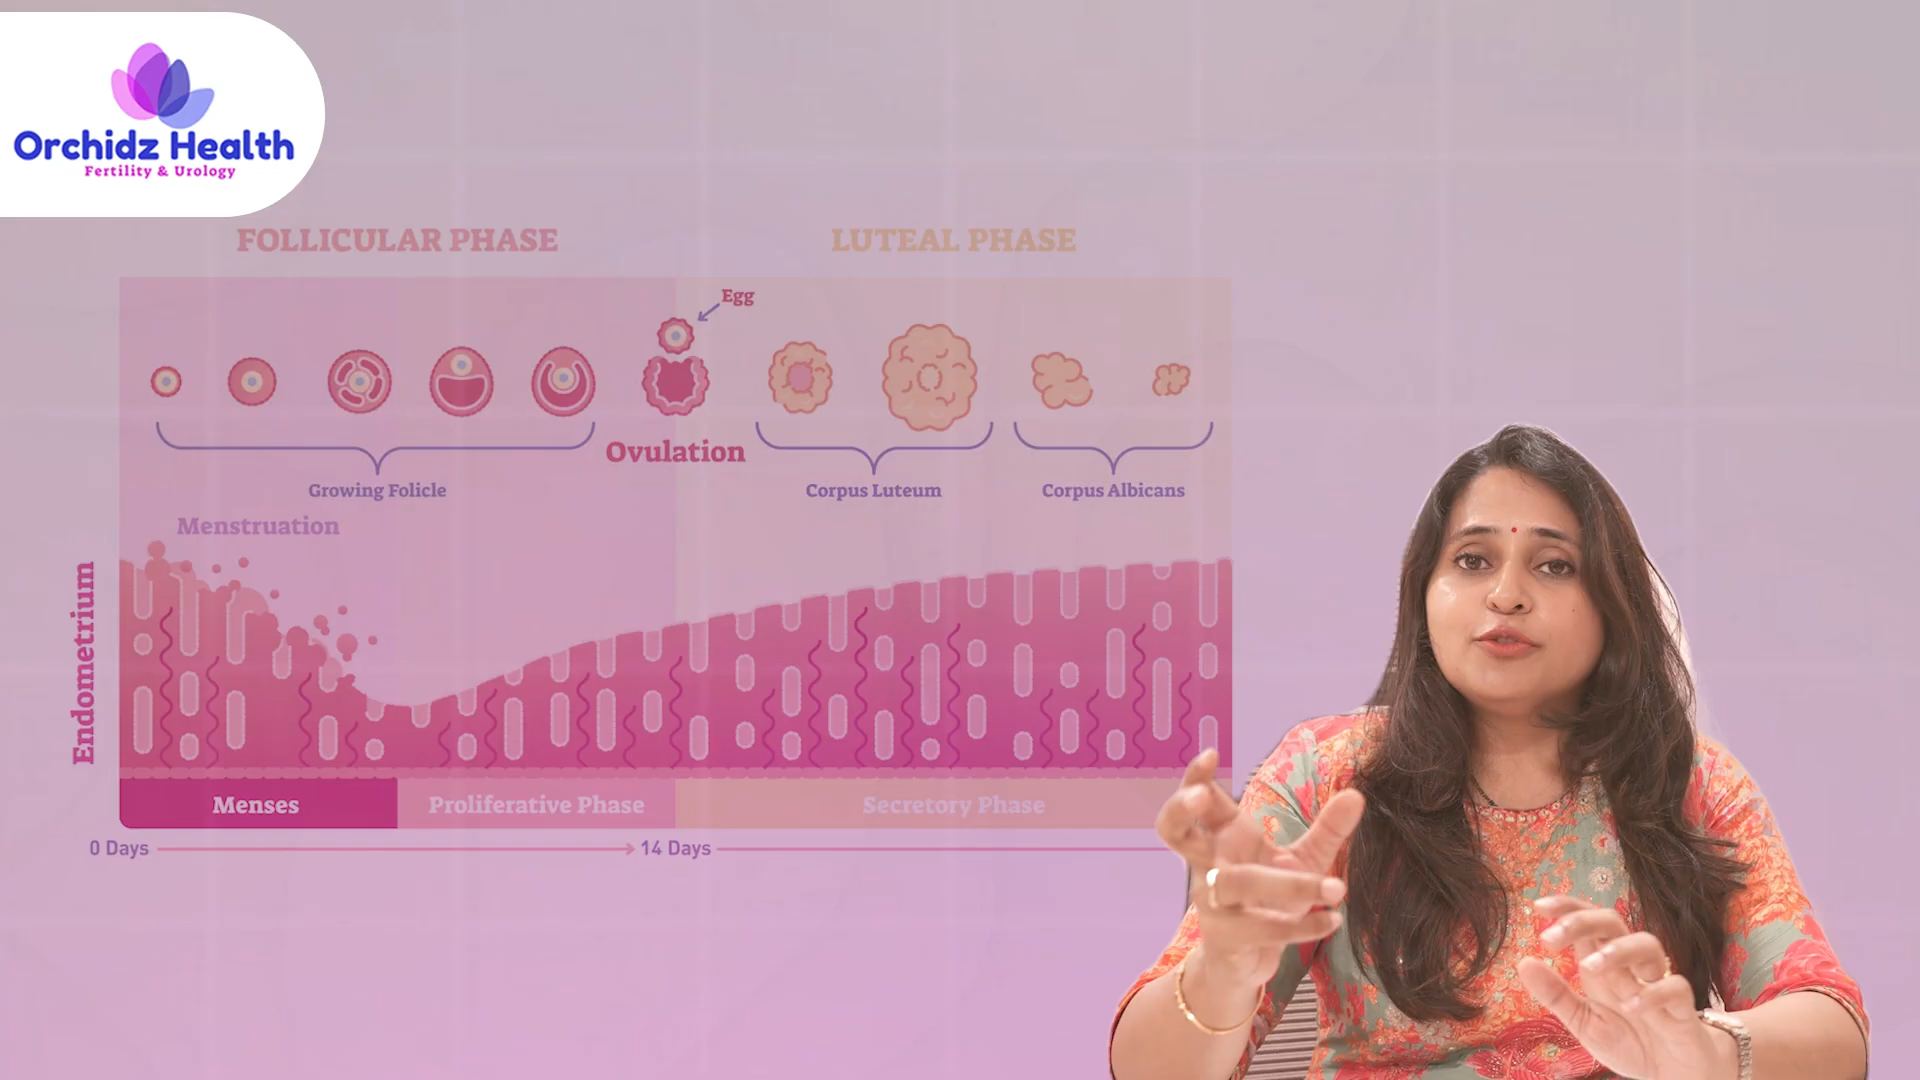 Orchidz Health
Fertility & Urology
FOLLICULAR PHASE
LUTEAL PHASE
Egg
Ovulation
Growing Folicle
Corpus Luteum
Corpus Albicans
Menstruation
Endometrium
Menses
Proliferative Phase
Secretory Phase
0 Days
14 Days